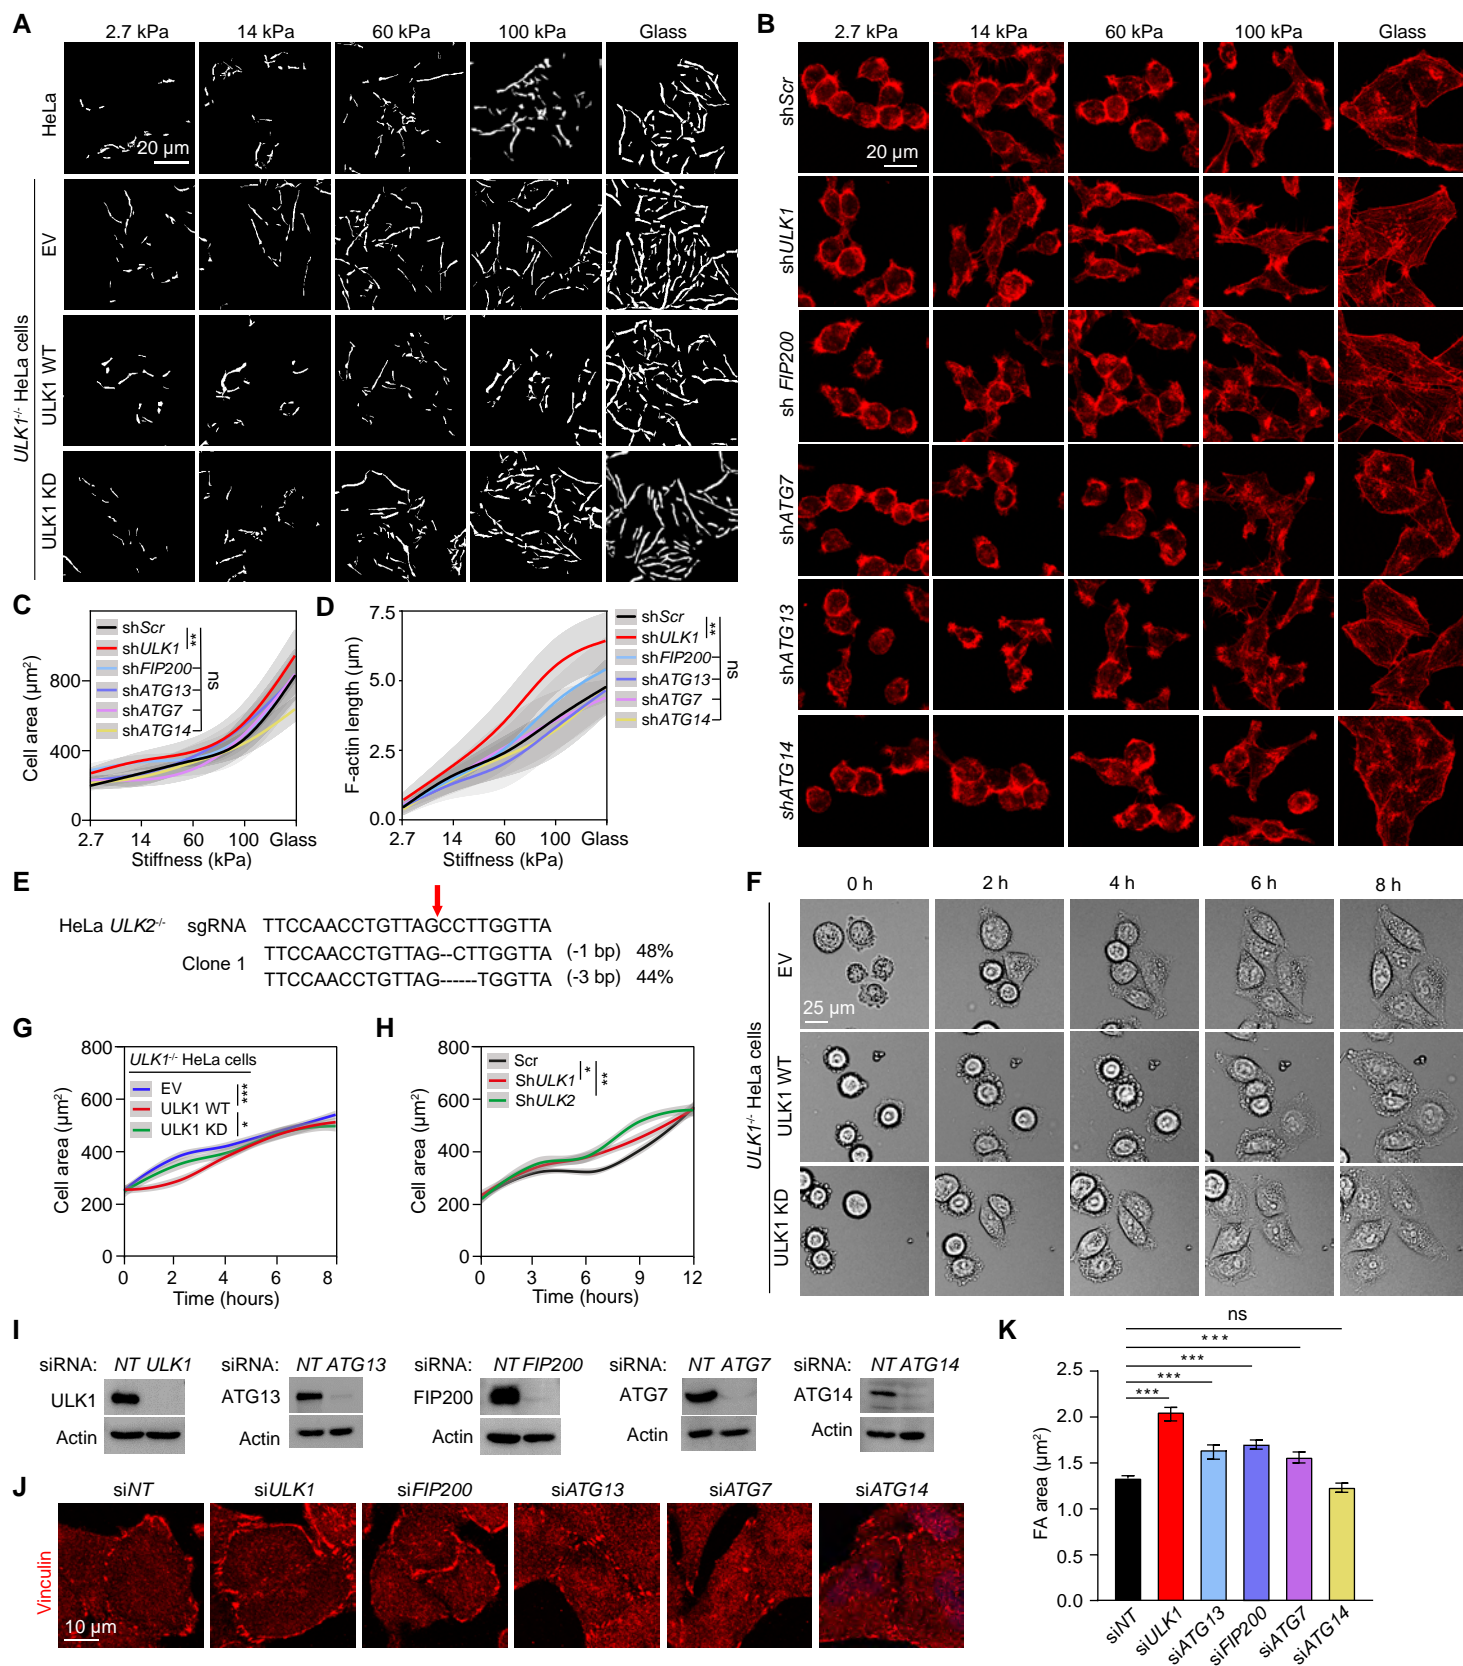 A
2.7 kPa 14 kPa 60 kPa 100 kPa Glass
HeLa
20 µm
EV
ULK1 WT
ULK1 KD
ULK1-/- HeLa cells
B
2.7 kPa 14 kPa 60 kPa 100 kPa Glass
shScr
20 µm
shULK1
sh FIP200
shATG7
shATG13
shATG14
C
Cell area (µm²)
800
400
0
2.7 14 60 100 Glass
Stiffness (kPa)
shScr
shULK1
shFIP200
shATG13
shATG7
shATG14
**
ns
D
F-actin length (µm)
7.5
5.0
2.5
0.0
2.7 14 60 100 Glass
Stiffness (kPa)
shScr
shULK1
shFIP200
shATG13
shATG7
shATG14
**
ns
E
HeLa ULK2-/- sgRNA TTCCAACCTGTTAGCCTTGGTTA
Clone 1
TTCCAACCTGTTAG--CTTGGTTA (-1 bp) 48%
TTCCAACCTGTTAG------TGGTTA (-3 bp) 44%
F
0 h 2 h 4 h 6 h 8 h
EV
25 µm
ULK1 WT
ULK1 KD
ULK1-/- HeLa cells
G
Cell area (µm²)
800
600
400
200
0
0 2 4 6 8
Time (hours)
ULK1-/- HeLa cells
EV
ULK1 WT
ULK1 KD
***
*
H
Cell area (µm²)
800
600
400
200
0
0 3 6 9 12
Time (hours)
Scr
ShULK1
ShULK2
*
**
I
siRNA: NT ULK1
ULK1
Actin
siRNA: NT ATG13
ATG13
Actin
siRNA: NT FIP200
FIP200
Actin
siRNA: NT ATG7
ATG7
Actin
siRNA: NT ATG14
ATG14
Actin
J
siNT siULK1 siFIP200 siATG13 siATG7 siATG14
Vinculin
10 µm
K
ns
***
***
***
***
FA area (µm²)
2.5
2.0
1.5
1.0
0.5
0.0
siNT siULK1 siATG13 siFIP200 siATG7 siATG14